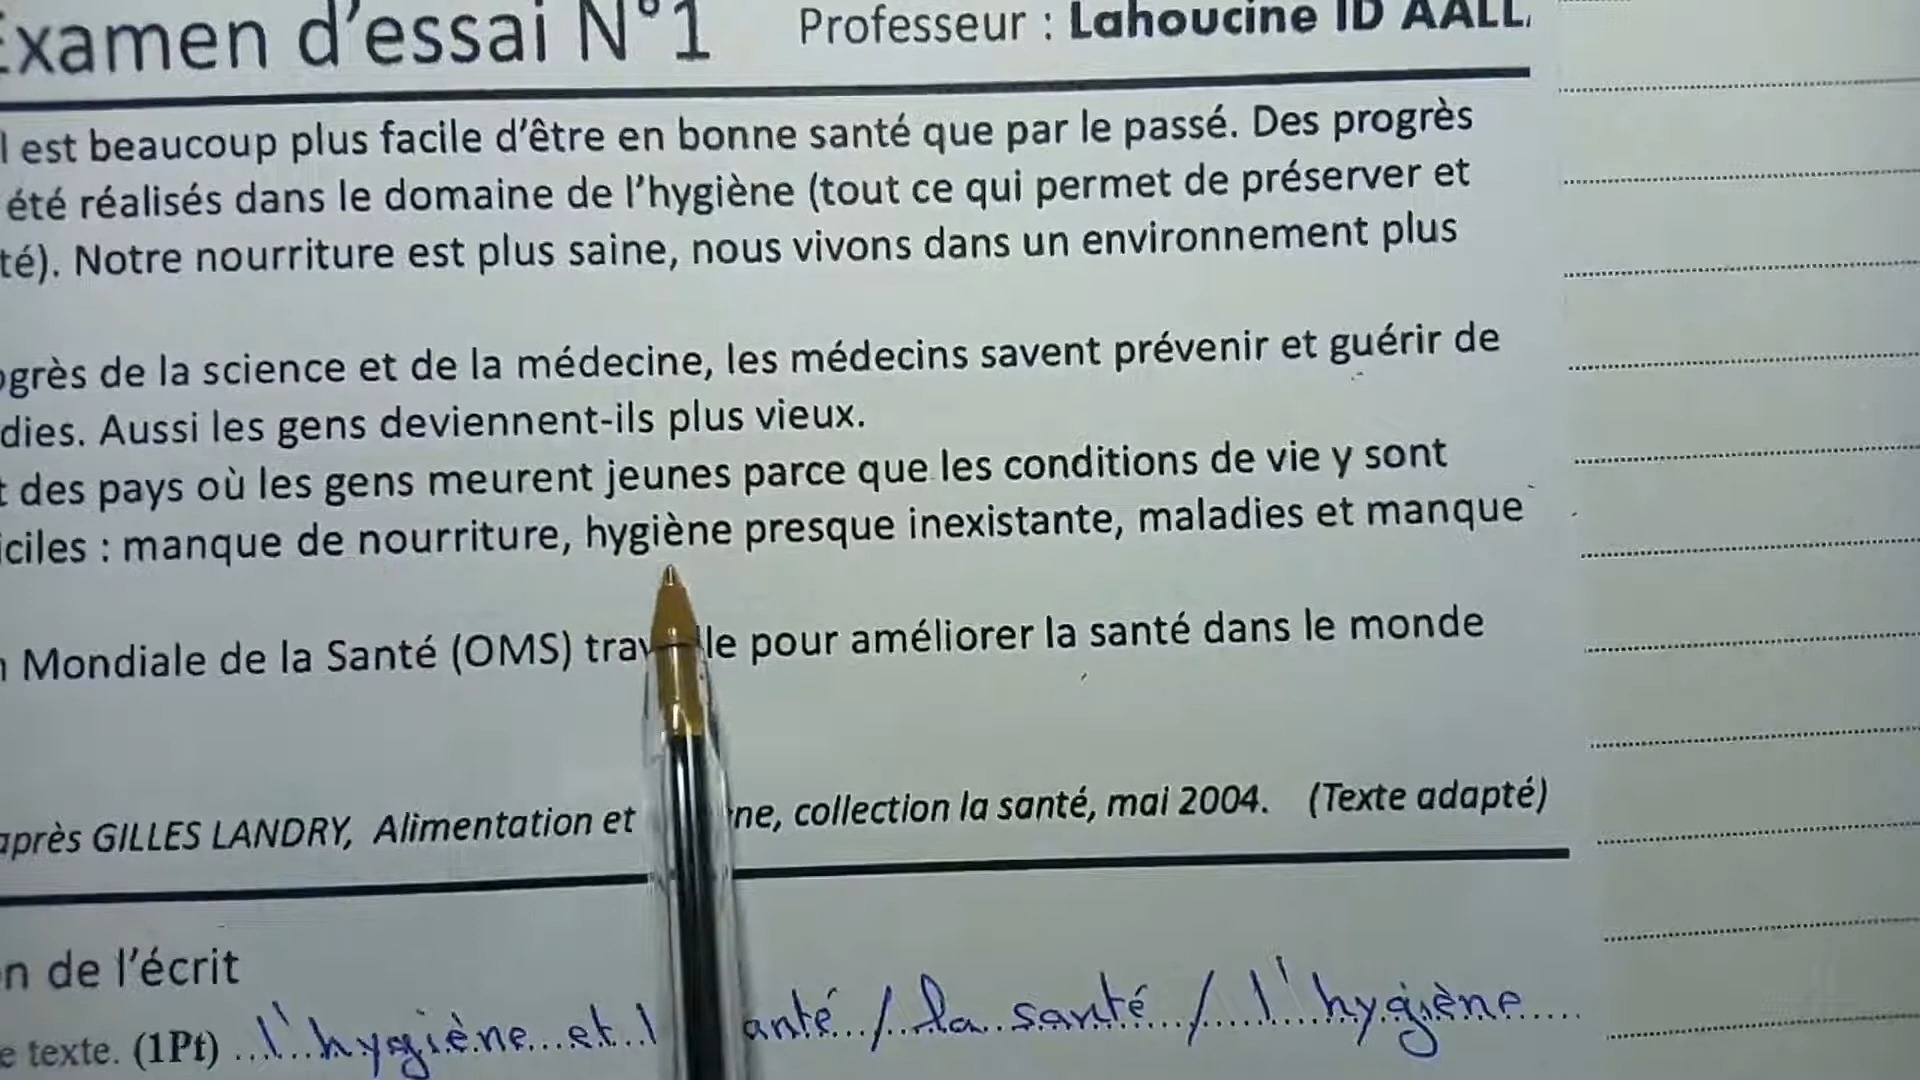 Examen d'essai N°1 Professeur : Lahoucine ID AALL
est beaucoup plus facile d'être en bonne santé que par le passé. Des progrès
été réalisés dans le domaine de l'hygiène (tout ce qui permet de préserver et
té). Notre nourriture est plus saine, nous vivons dans un environnement plus
ogrès de la science et de la médecine, les médecins savent prévenir et guérir de
dies. Aussi les gens deviennent-ils plus vieux.
t des pays où les gens meurent jeunes parce que les conditions de vie y sont
iciles : manque de nourriture, hygiène presque inexistante, maladies et manque
n Mondiale de la Santé (OMS) trav lle pour améliorer la santé dans le monde
après GILLES LANDRY, Alimentation et ne, collection la santé, mai 2004. (Texte adapté)
n de l'écrit
e texte. (1Pt) l'hygiène et l anté / la santé / l'hygiène